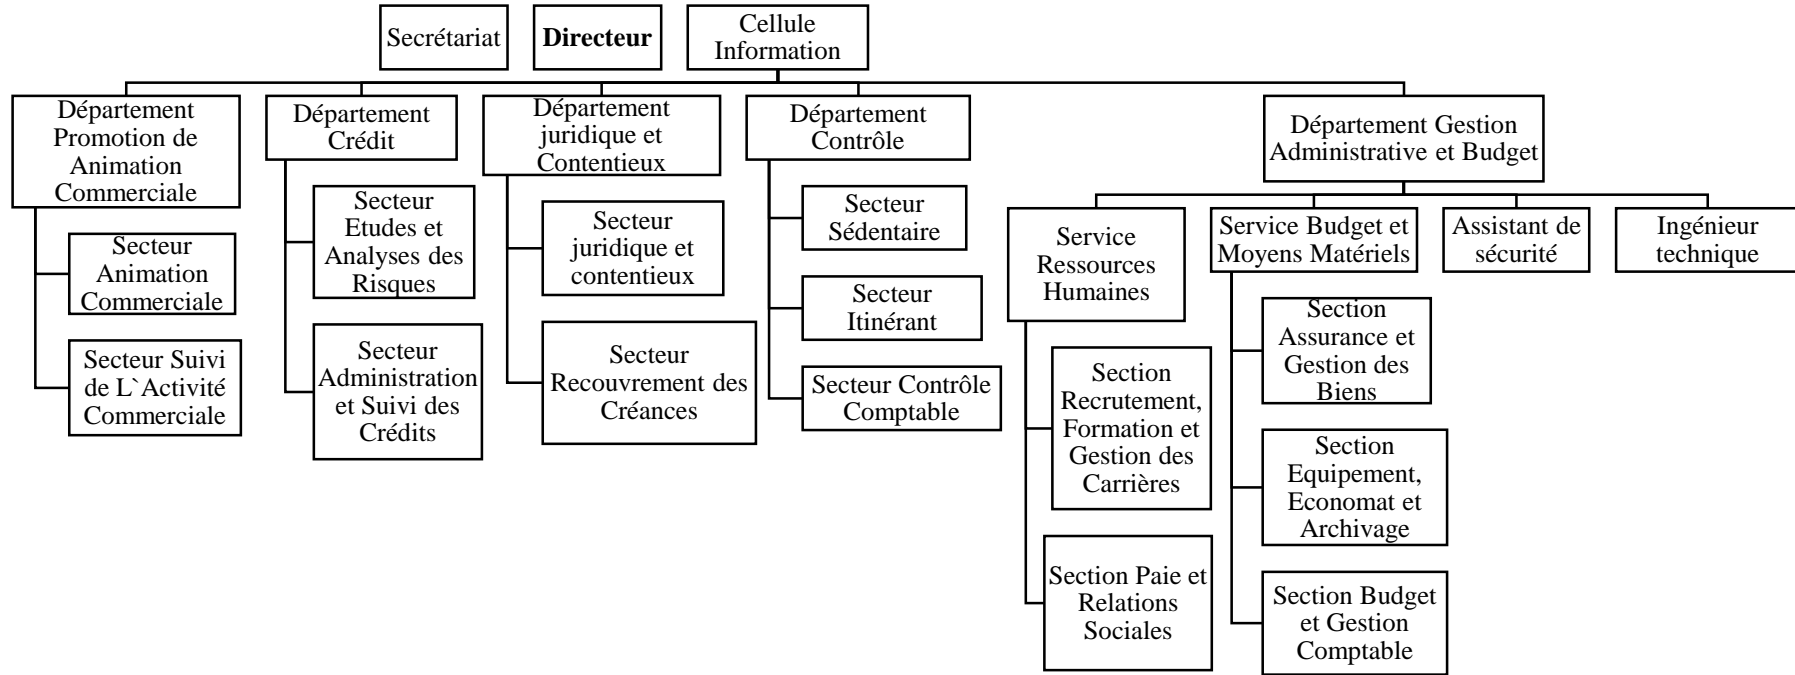 Secrétariat
Directeur
Cellule
Information
Département
Promotion de
Animation
Commerciale
Département
Crédit
Département
juridique et
Contentieux
Département
Contrôle
Département Gestion
Administrative et Budget
Secteur
Animation
Commerciale
Secteur Suivi
de L`Activité
Commerciale
Secteur
Etudes et
Analyses des
Risques
Secteur
Administration
et Suivi des
Crédits
Secteur
juridique et
contentieux
Secteur
Recouvrement des
Créances
Secteur
Sédentaire
Secteur
Itinérant
Secteur Contrôle
Comptable
Service
Ressources
Humaines
Service Budget et
Moyens Matériels
Assistant de
sécurité
Ingénieur
technique
Section
Recrutement,
Formation et
Gestion des
Carrières
Section Paie et
Relations
Sociales
Section
Assurance et
Gestion des
Biens
Section
Equipement,
Economat et
Archivage
Section Budget
et Gestion
Comptable